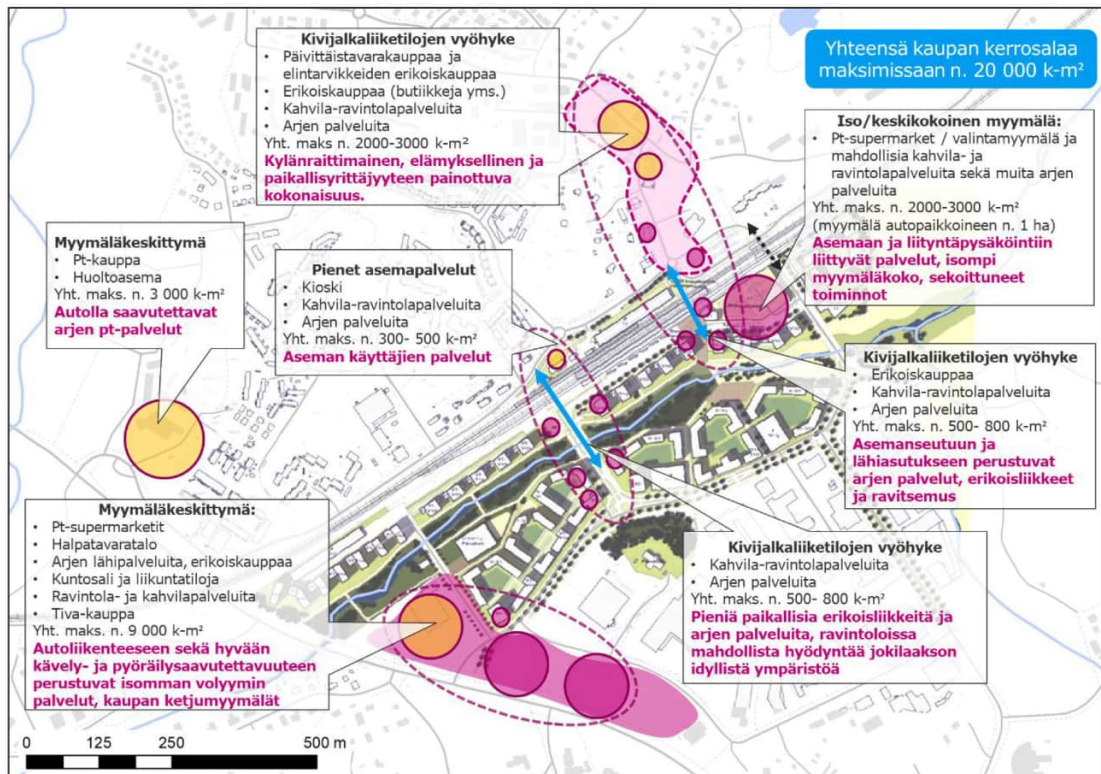 Kivijalkaliiketilojen vyöhyke
• Päivittäistavarakauppaa ja
elintarvikkeiden erikoiskauppaa
• Erikoiskauppaa (butiikkeja yms.)
• Kahvila-ravintolapalveluita
• Arjen palveluita
Yht. maks n. 2000-3000 k-m²
Kylänraittimainen, elämyksellinen ja
paikallisyrittäjyyteen painottuva
kokonaisuus.
Yhteensä kaupan kerrosalaa
maksimissaan n. 20 000 k-m²
Iso/keskikokoinen myymälä:
• Pt-supermarket / valintamyymälä ja
mahdollisia kahvila- ja
ravintolapalveluita sekä muita arjen
palveluita
Yht. maks. n. 2000-3000 k-m²
(myymälä autopaikkoineen n. 1 ha)
Asemaan ja liityntäpysäköintiin
liittyvät palvelut, isompi
myymäläkoko, sekoittuneet
toiminnot
Myymäläkeskittymä
• Pt-kauppa
• Huoltoasema
Yht. maks. n. 3 000 k-m²
Autolla saavutettavat
arjen pt-palvelut
Pienet asemapalvelut
• Kioski
• Kahvila-ravintolapalveluita
• Arjen palveluita
Yht. maks. n. 300- 500 k-m²
Aseman käyttäjien palvelut
Kivijalkaliiketilojen vyöhyke
• Erikoiskauppaa
• Kahvila-ravintolapalveluita
• Arjen palveluita
Yht. maks. n. 500- 800 k-m²
Asemanseutuun ja
lähiasutukseen perustuvat
arjen palvelut, erikoisliikkeet
ja ravitsemus
Myymäläkeskittymä:
• Pt-supermarketit
• Halpatavaratalo
• Arjen lähipalveluita, erikoiskauppaa
• Kuntosali ja liikuntatiloja
• Ravintola- ja kahvilapalveluita
• Tiva-kauppa
Yht. maks. n. 9 000 k-m²
Autoliikenteeseen sekä hyvään
kävely- ja pyöräilysaavutettavuuteen
perustuvat isomman volyymin
palvelut, kaupan ketjumyymälät
Kivijalkaliiketilojen vyöhyke
• Kahvila-ravintolapalveluita
• Arjen palveluita
Yht. maks. n. 500- 800 k-m²
Pieniä paikallisia erikoisliikkeitä ja
arjen palveluita, ravintoloissa
mahdollista hyödyntää jokilaakson
idyllistä ympäristöä
0 125 250 500 m